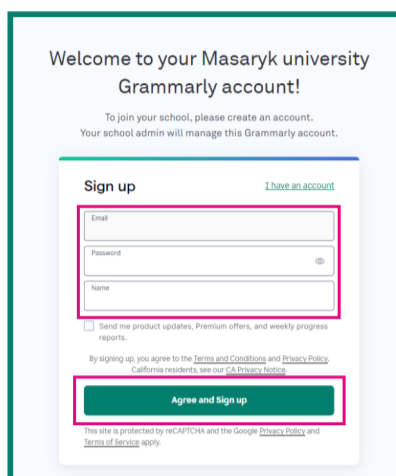 Welcome to your Masaryk university
Grammarly account!
To join your school, please create an account.
Your school admin will manage this Grammarly account.
Sign up
I have an account
Email
Password
Name
Send me product updates, Premium offers, and weekly progress
reports.
By signing up, you agree to the Terms and Conditions and Privacy Policy.
California residents, see our CA Privacy Notice.
Agree and Sign up
This site is protected by reCAPTCHA and the Google Privacy Policy and
Terms of Service apply.